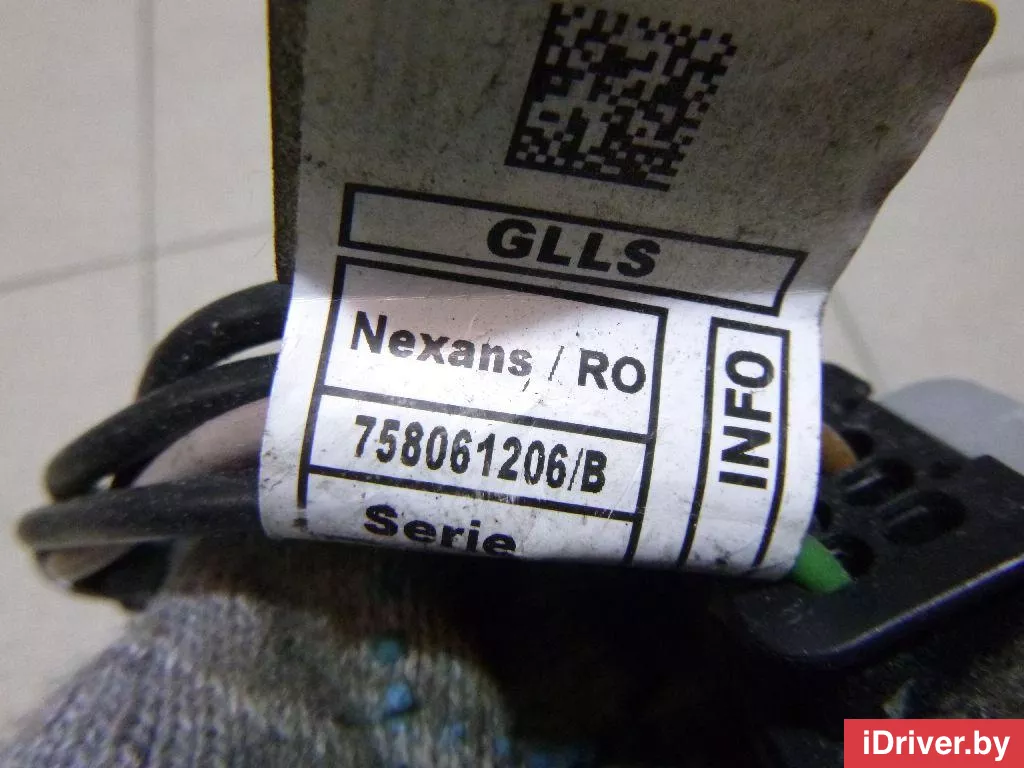 GLLS
Nexans / RO
758061206/B
Serie
INFO
iDriver.by